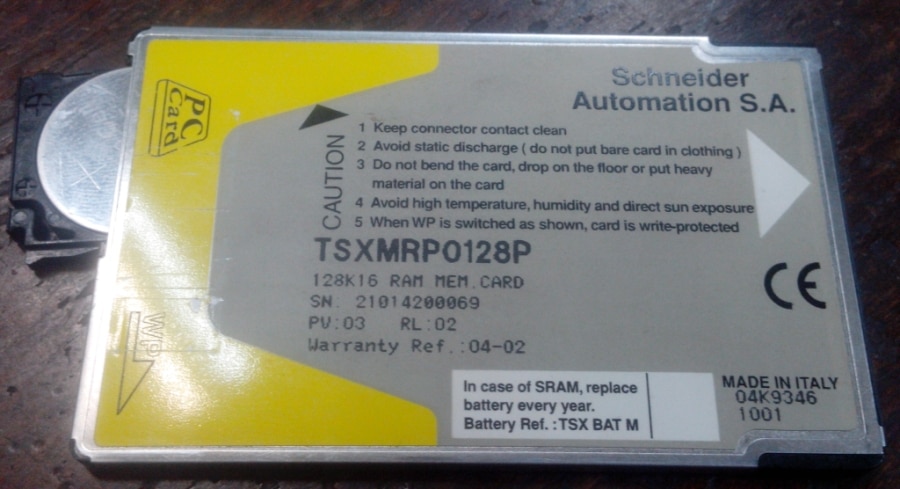 PC
Card
Schneider
Automation S.A.
CAUTION
1 Keep connector contact clean
2 Avoid static discharge ( do not put bare card in clothing )
3 Do not bend the card, drop on the floor or put heavy
material on the card
4 Avoid high temperature, humidity and direct sun exposure
5 When WP is switched as shown, card is write-protected
TSXMRP0128P
128K16 RAM MEM.CARD
SN: 21014200069
PV:03 RL:02
Warranty Ref.:04-02
CE
WP
In case of SRAM, replace
battery every year.
Battery Ref. : TSX BAT M
MADE IN ITALY
04K9346
1001